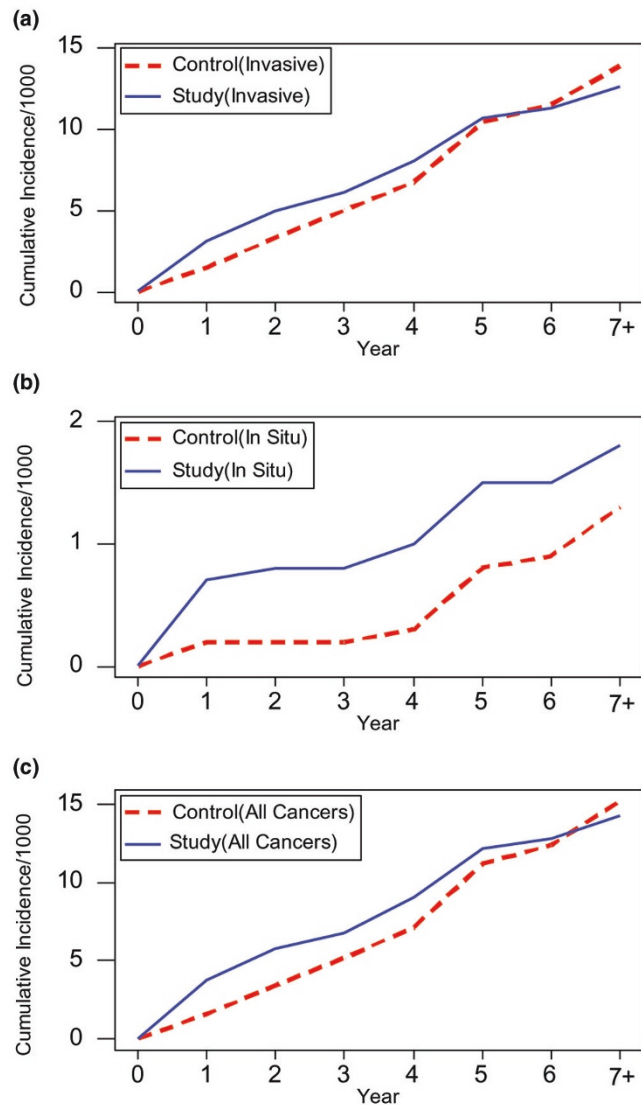 (a)
15
10
5
0
Cumulative Incidence/1000
Control(Invasive)
Study(Invasive)
0 1 2 3 4 5 6 7+
Year
(b)
2
1
0
Cumulative Incidence/1000
Control(In Situ)
Study(In Situ)
0 1 2 3 4 5 6 7+
Year
(c)
15
10
5
0
Cumulative Incidence/1000
Control(All Cancers)
Study(All Cancers)
0 1 2 3 4 5 6 7+
Year